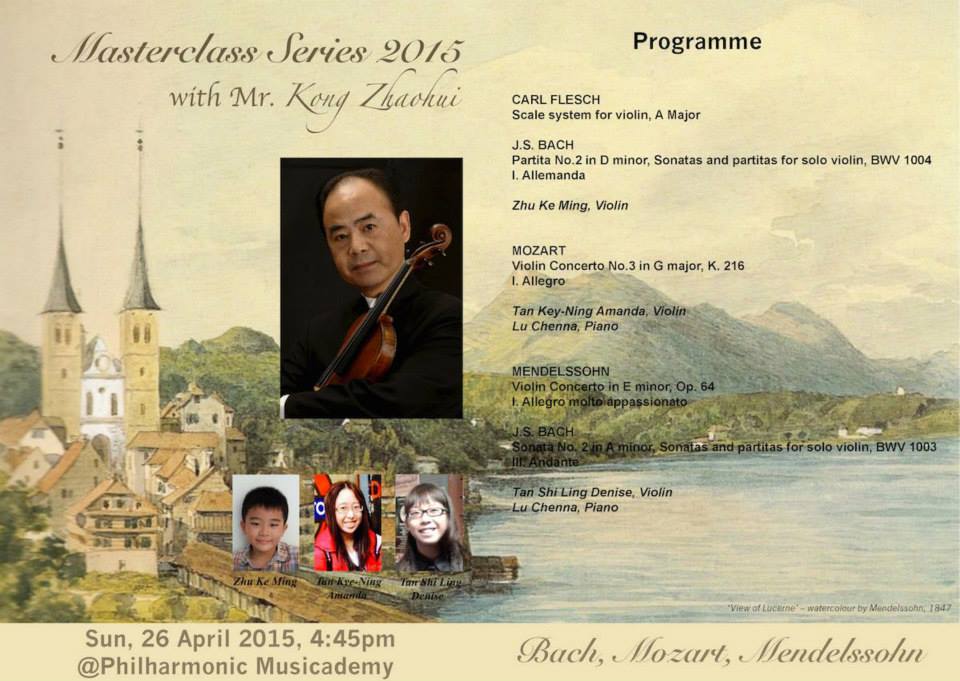 Masterclass Series 2015
with Mr. Kong Zhaohui
Programme
CARL FLESCH
Scale system for violin, A Major
J.S. BACH
Partita No.2 in D minor, Sonatas and partitas for solo violin, BWV 1004
I. Allemanda
Zhu Ke Ming, Violin
MOZART
Violin Concerto No.3 in G major, K. 216
I. Allegro
Tan Key-Ning Amanda, Violin
Lu Chenna, Piano
MENDELSSOHN
Violin Concerto in E minor, Op. 64
I. Allegro molto appassionato
J.S. BACH
Sonata No. 2 in A minor, Sonatas and partitas for solo violin, BWV 1003
III. Andante
Tan Shi Ling Denise, Violin
Lu Chenna, Piano
Zhu Ke Ming
Tan Kye-Ning
Amanda
Tan Shi Ling
Denise
"View of Lucerne" – watercolour by Mendelssohn, 1847
Sun, 26 April 2015, 4:45pm
@Philharmonic Musicademy
Bach, Mozart, Mendelssohn